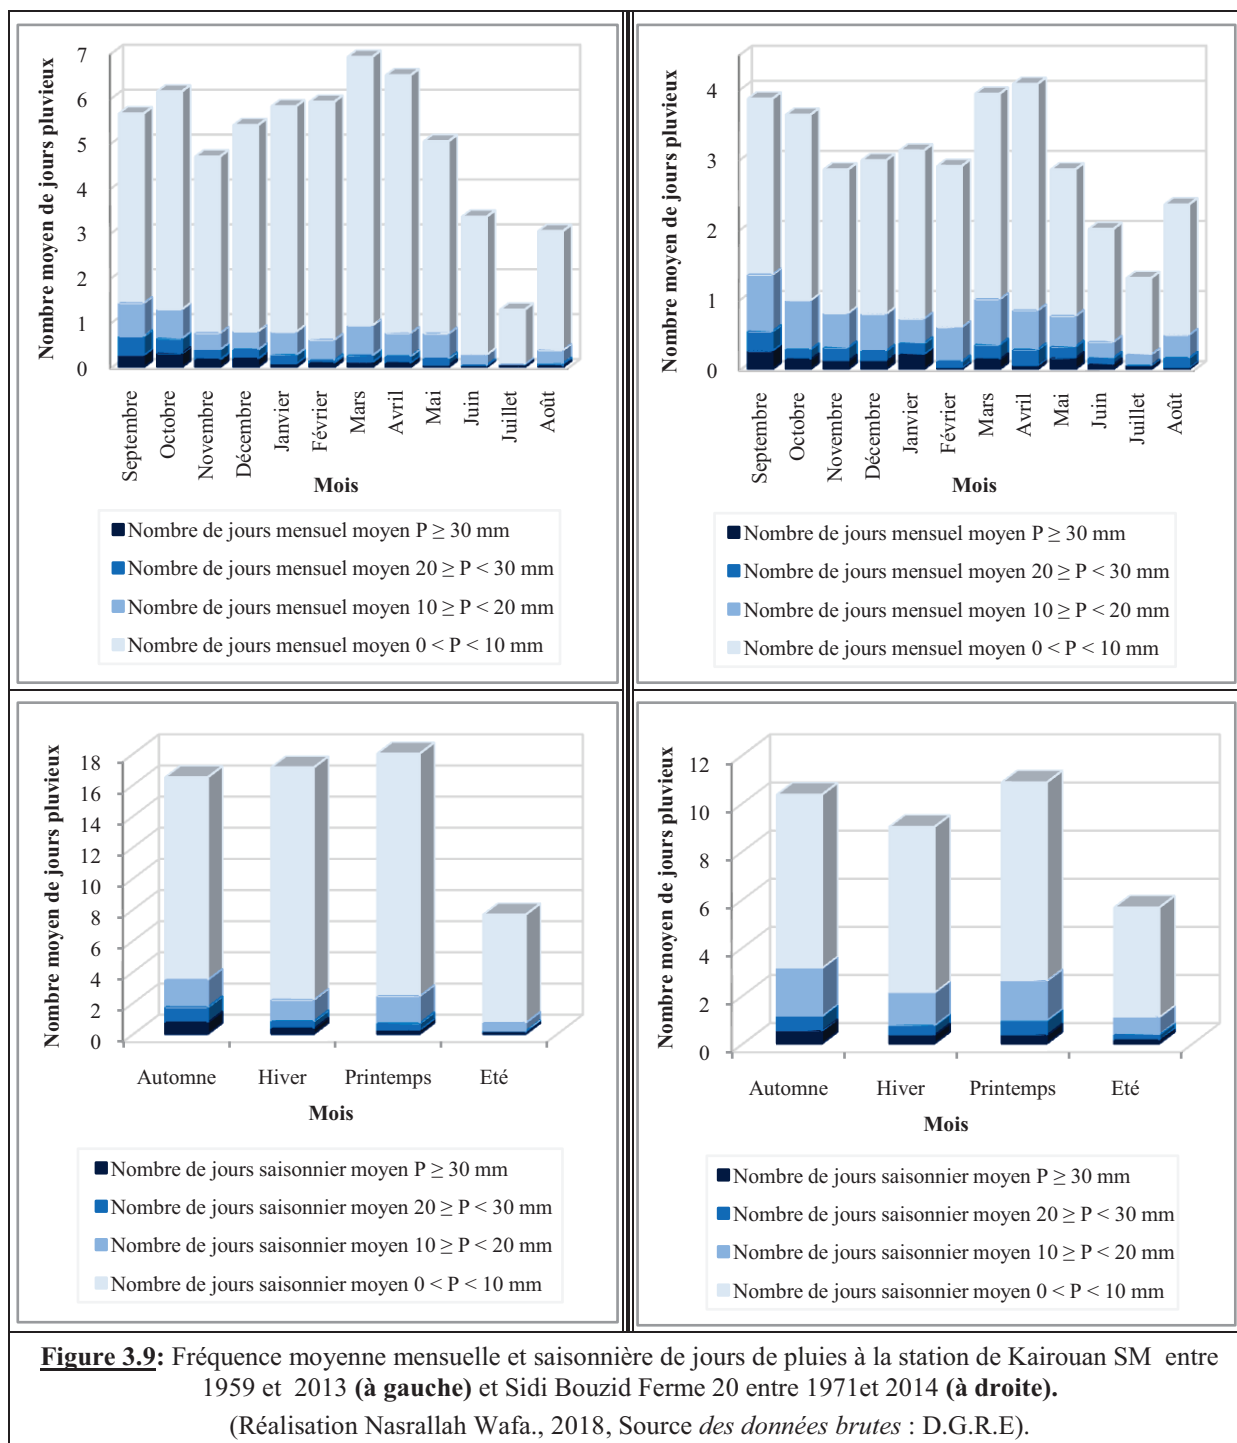 Nombre moyen de jours pluvieux
7
6
5
4
3
2
1
0
Septembre
Octobre
Novembre
Décembre
Janvier
Février
Mars
Avril
Mai
Juin
Juillet
Août
Mois
Nombre de jours mensuel moyen P ≥ 30 mm
Nombre de jours mensuel moyen 20 ≥ P < 30 mm
Nombre de jours mensuel moyen 10 ≥ P < 20 mm
Nombre de jours mensuel moyen 0 < P < 10 mm
Nombre moyen de jours pluvieux
4
3
2
1
0
Septembre
Octobre
Novembre
Décembre
Janvier
Février
Mars
Avril
Mai
Juin
Juillet
Août
Mois
Nombre de jours mensuel moyen P ≥ 30 mm
Nombre de jours mensuel moyen 20 ≥ P < 30 mm
Nombre de jours mensuel moyen 10 ≥ P < 20 mm
Nombre de jours mensuel moyen 0 < P < 10 mm
Nombre moyen de jours pluvieux
18
16
14
12
10
8
6
4
2
0
Automne Hiver Printemps Eté
Mois
Nombre de jours saisonnier moyen P ≥ 30 mm
Nombre de jours saisonnier moyen 20 ≥ P < 30 mm
Nombre de jours saisonnier moyen 10 ≥ P < 20 mm
Nombre de jours saisonnier moyen 0 < P < 10 mm
Nombre moyen de jours pluvieux
12
10
8
6
4
2
0
Automne Hiver Printemps Eté
Mois
Nombre de jours saisonnier moyen P ≥ 30 mm
Nombre de jours saisonnier moyen 20 ≥ P < 30 mm
Nombre de jours saisonnier moyen 10 ≥ P < 20 mm
Nombre de jours saisonnier moyen 0 < P < 10 mm
Figure 3.9: Fréquence moyenne mensuelle et saisonnière de jours de pluies à la station de Kairouan SM entre
1959 et 2013 (à gauche) et Sidi Bouzid Ferme 20 entre 1971et 2014 (à droite).
(Réalisation Nasrallah Wafa., 2018, Source des données brutes : D.G.R.E).